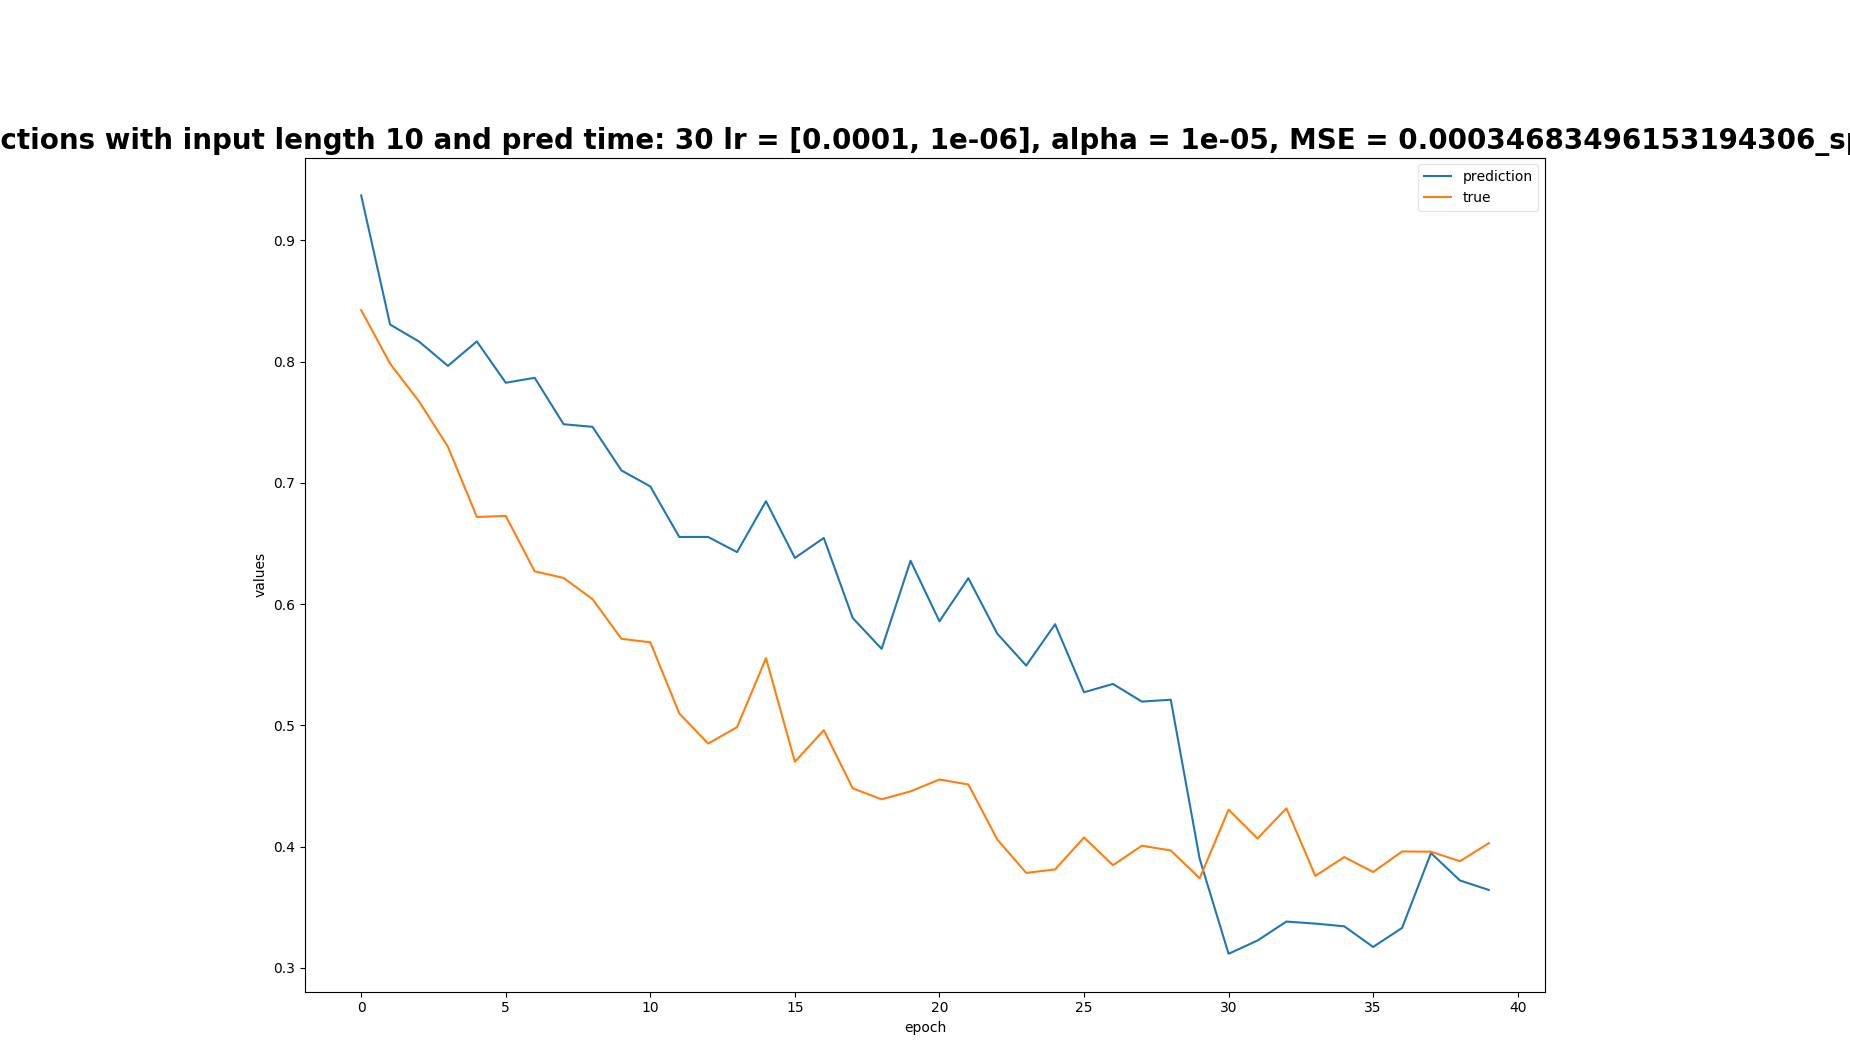 ctions with input length 10 and pred time: 30 lr = [0.0001, 1e-06], alpha = 1e-05, MSE = 0.00034683496153194306_sp
prediction
true
0.9
0.8
0.7
0.6
0.5
0.4
0.3
values
0 5 10 15 20 25 30 35 40
epoch